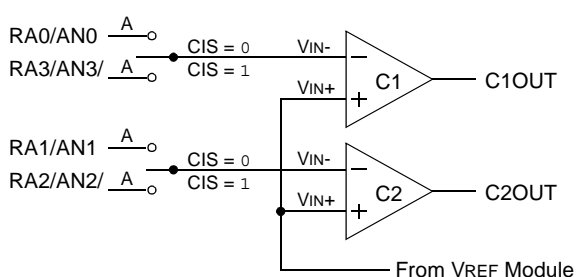 RA0/AN0 A
CIS = 0 VIN-
RA3/AN3/ A
CIS = 1
−
C1
C1OUT
VIN+
+
RA1/AN1 A
CIS = 0 VIN-
RA2/AN2/ A
CIS = 1
−
C2
C2OUT
VIN+
+
From VREF Module